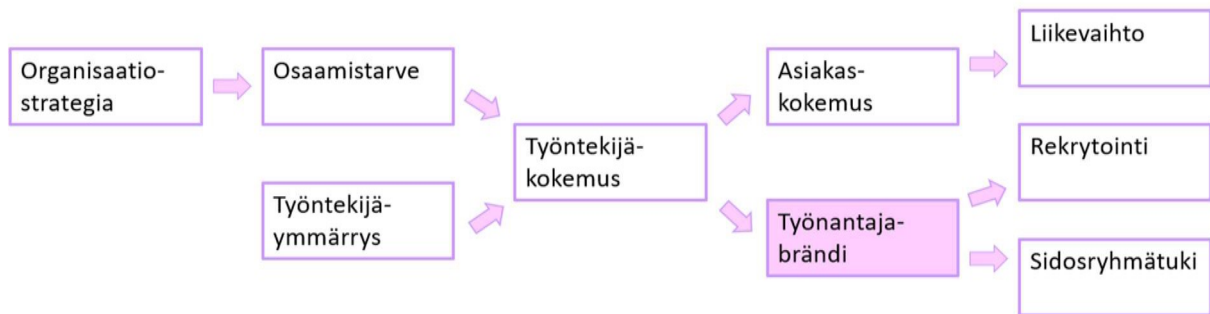 Organisaatio-
strategia
Osaamistarve
Työntekijä-
ymmärrys
Työntekijä-
kokemus
Asiakas-
kokemus
Työnantaja-
brändi
Liikevaihto
Rekrytointi
Sidosryhmätuki